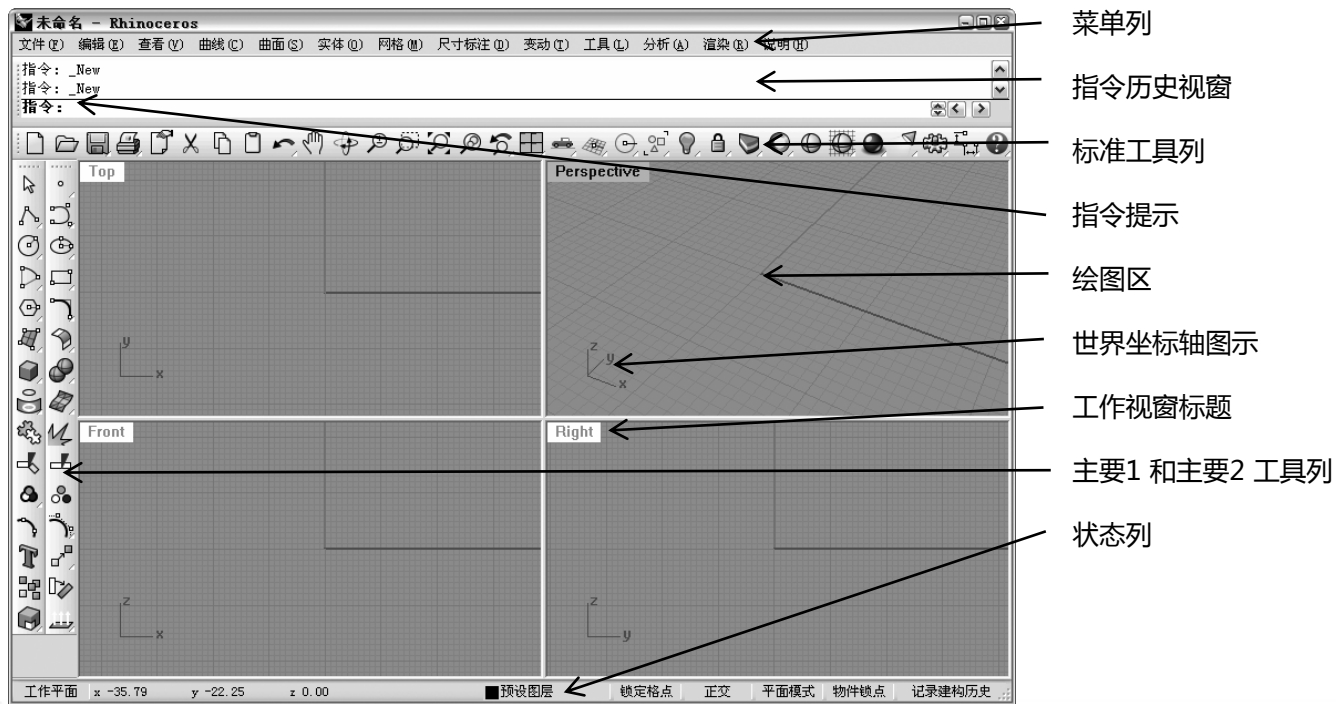 未命名 - Rhinoceros
文件(F) 编辑(E) 查看(V) 曲线(C) 曲面(S) 实体(O) 网格(M) 尺寸标注(D) 变动(T) 工具(L) 分析(A) 渲染(R) 说明(H)
指令: _New
指令: _New
指令:
Top
Perspective
y
x
z
y
x
Front
Right
z
x
z
y
工作平面 x -35.79 y -22.25 z 0.00 预设图层 锁定格点 正交 平面模式 物件锁点 记录建构历史
菜单列
指令历史视窗
标准工具列
指令提示
绘图区
世界坐标轴图示
工作视窗标题
主要1 和主要2 工具列
状态列